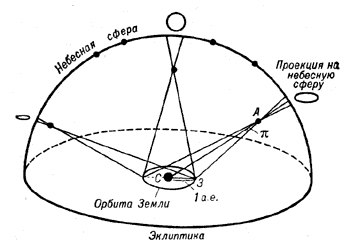 Небесная сфера
Проекция на
небесную
сферу
A
π
C
З
1 а.е.
Орбита Земли
Эклиптика